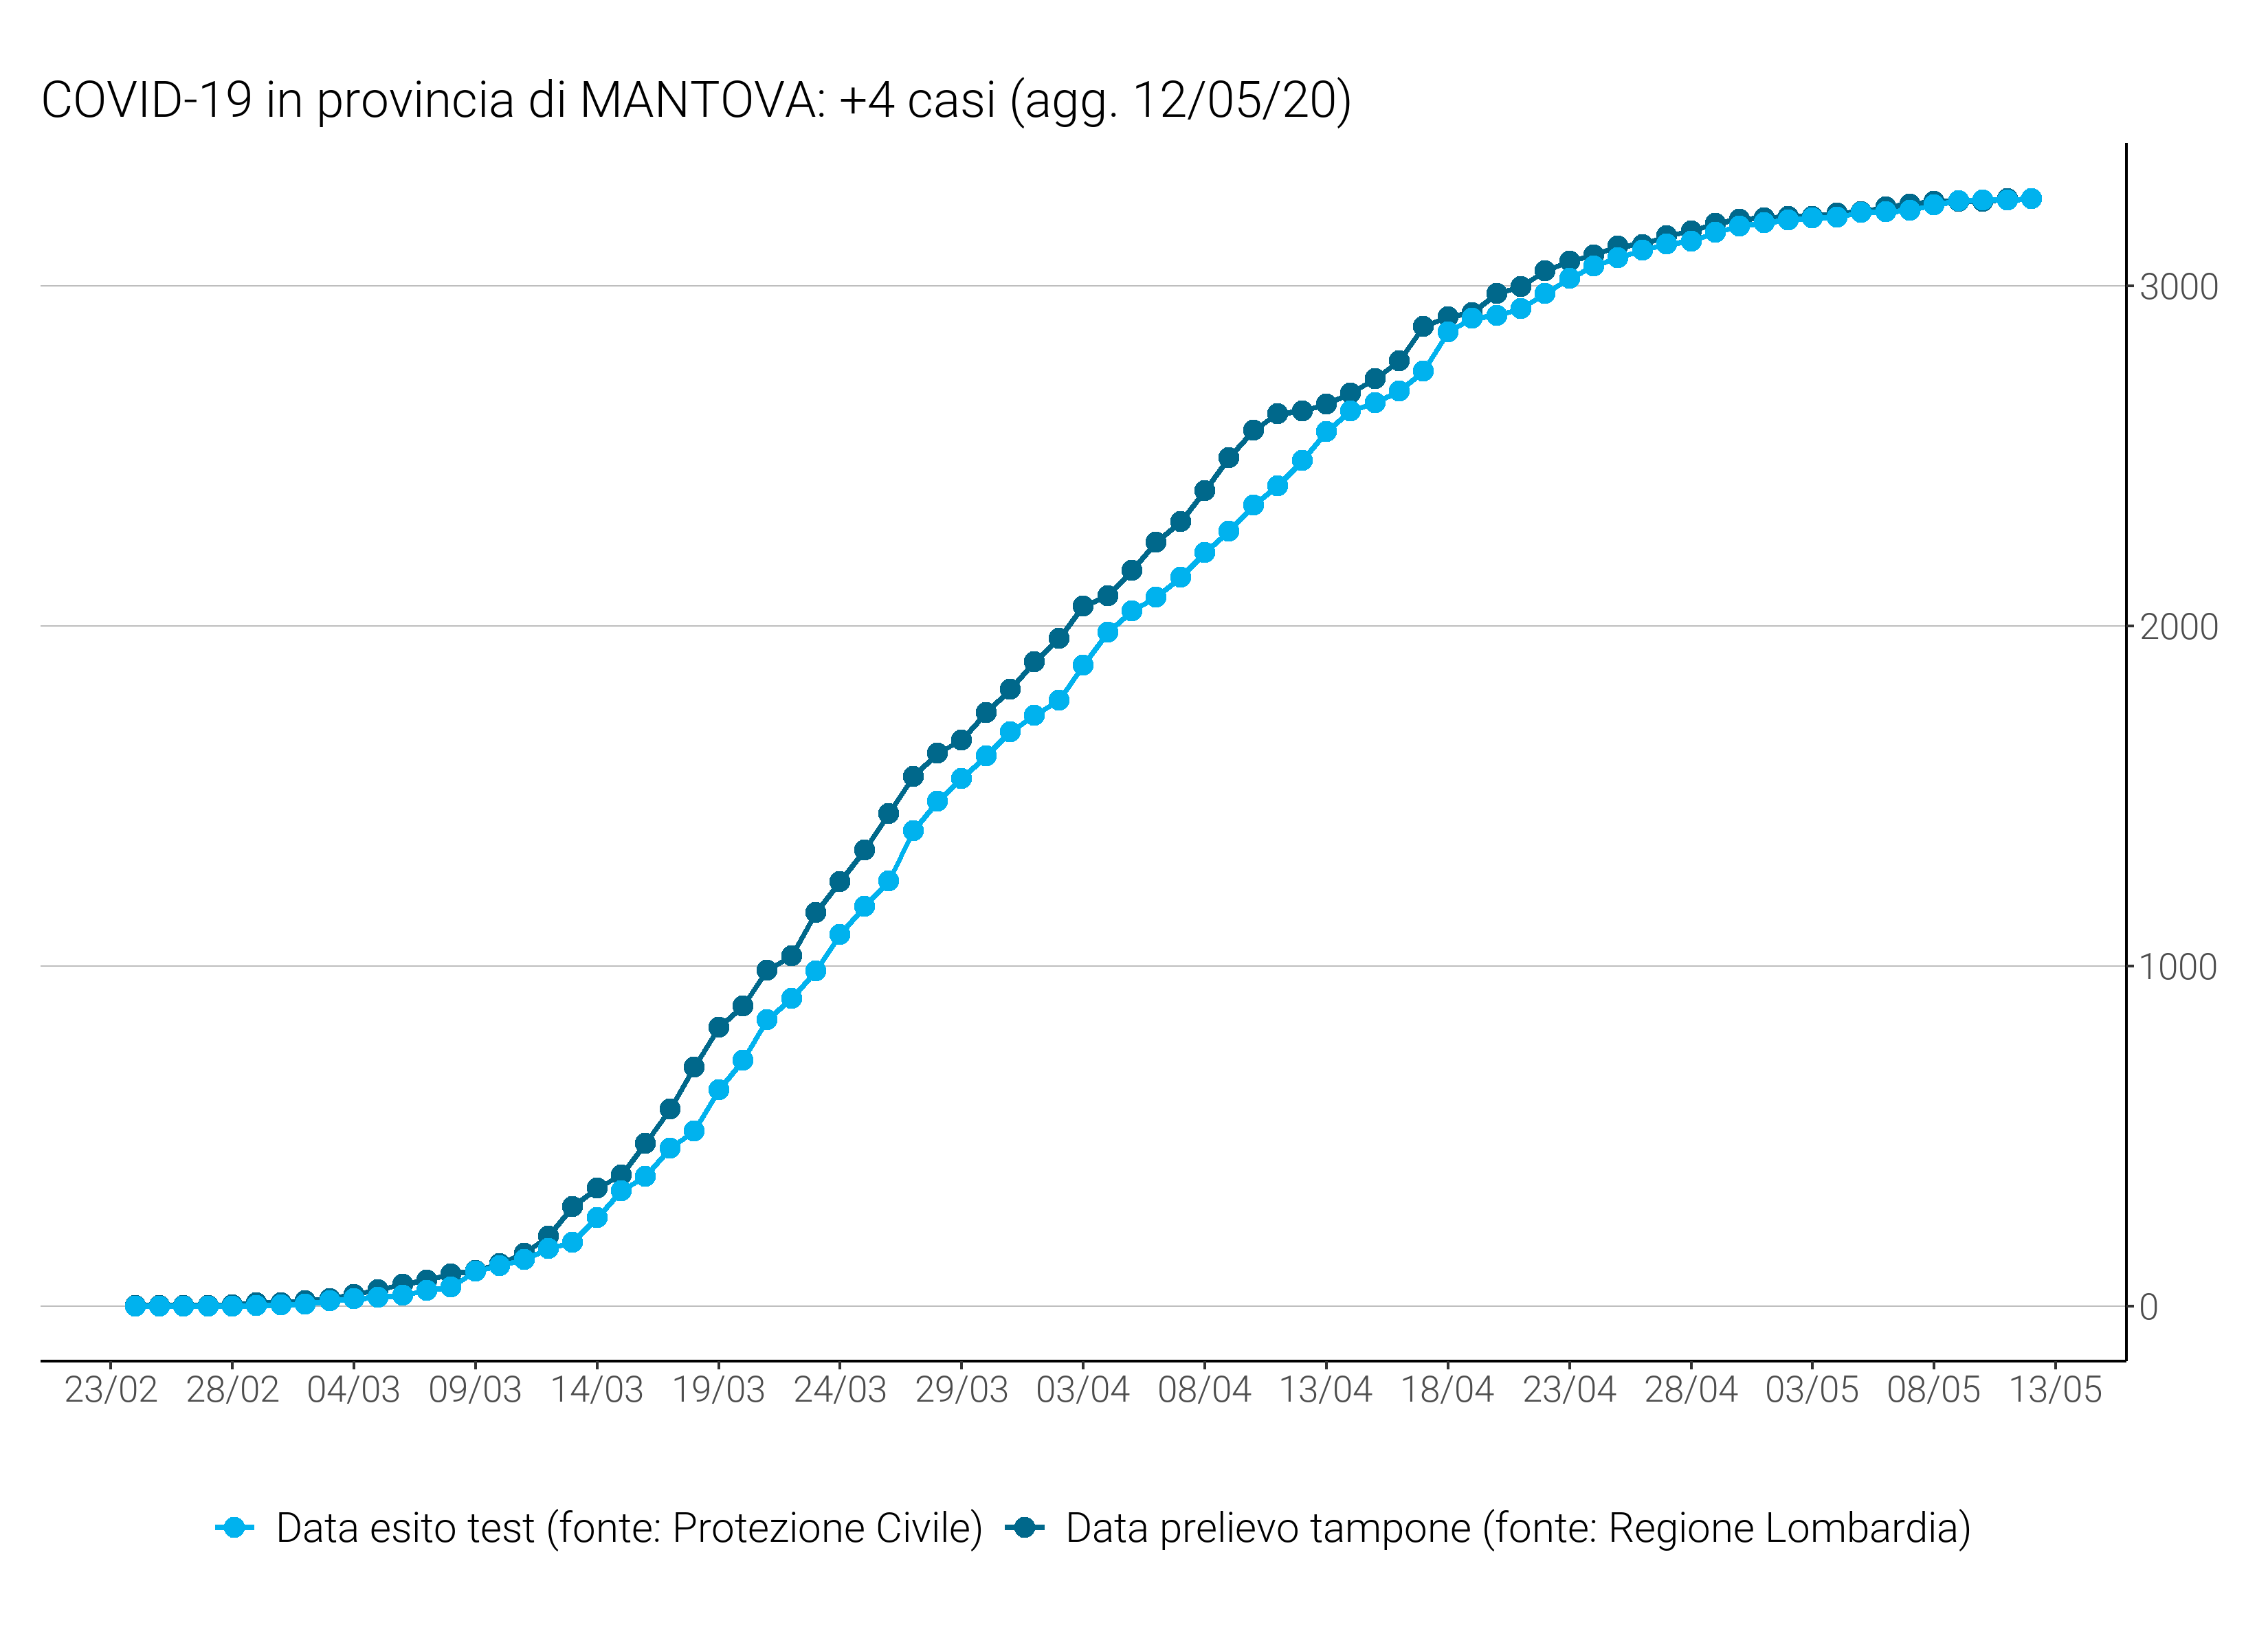 COVID-19 in provincia di MANTOVA: +4 casi (agg. 12/05/20)
3000
2000
1000
0
23/02 28/02 04/03 09/03 14/03 19/03 24/03 29/03 03/04 08/04 13/04 18/04 23/04 28/04 03/05 08/05 13/05
Data esito test (fonte: Protezione Civile) Data prelievo tampone (fonte: Regione Lombardia)